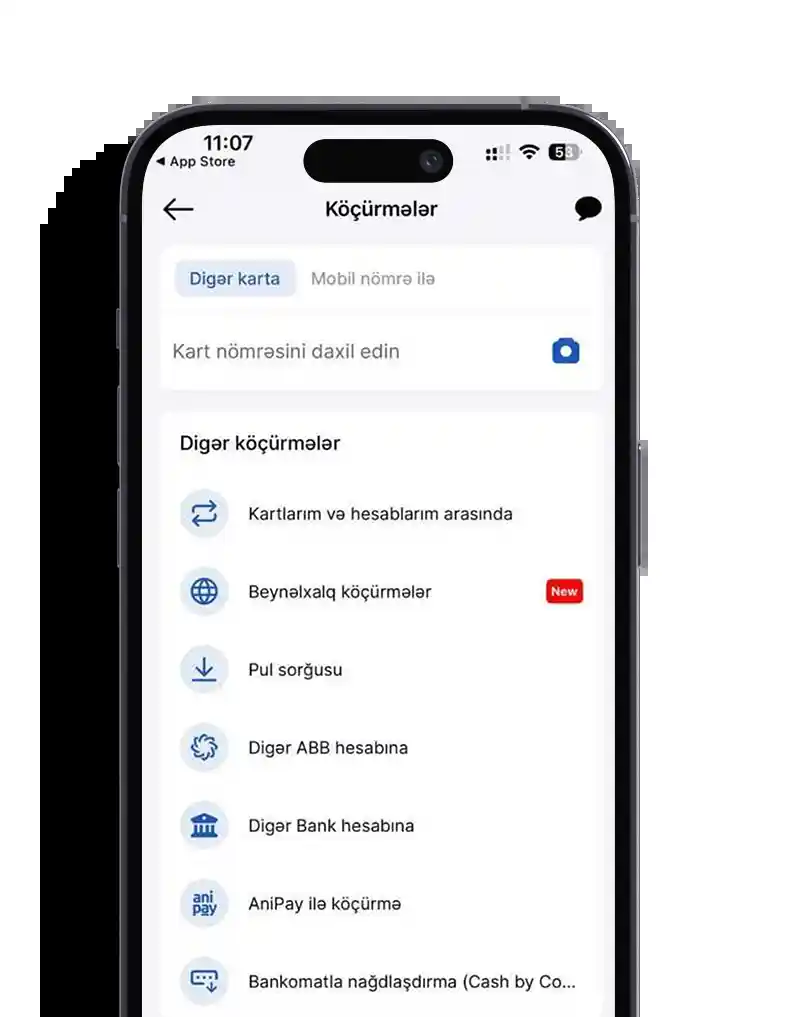 11:07
◀ App Store
53
Köçürmələr
Digər karta
Mobil nömrə ilə
Kart nömrəsini daxil edin
Digər köçürmələr
Kartlarım və hesablarım arasında
Beynəlxalq köçürmələr
New
Pul sorğusu
Digər ABB hesabına
Digər Bank hesabına
ani
pay
AniPay ilə köçürmə
Bankomatla nağdlaşdırma (Cash by Co...